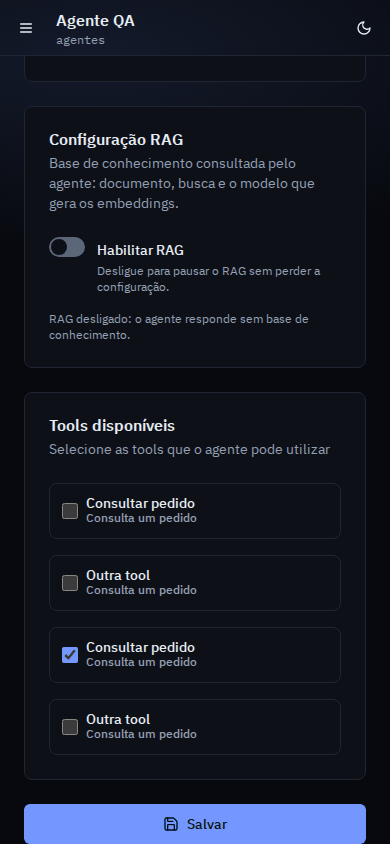 Agente QA
agentes
Configuração RAG
Base de conhecimento consultada pelo
agente: documento, busca e o modelo que
gera os embeddings.
Habilitar RAG
Desligue para pausar o RAG sem perder a
configuração.
RAG desligado: o agente responde sem base de
conhecimento.
Tools disponíveis
Selecione as tools que o agente pode utilizar
Consultar pedido
Consulta um pedido
Outra tool
Consulta um pedido
Consultar pedido
Consulta um pedido
Outra tool
Consulta um pedido
Salvar